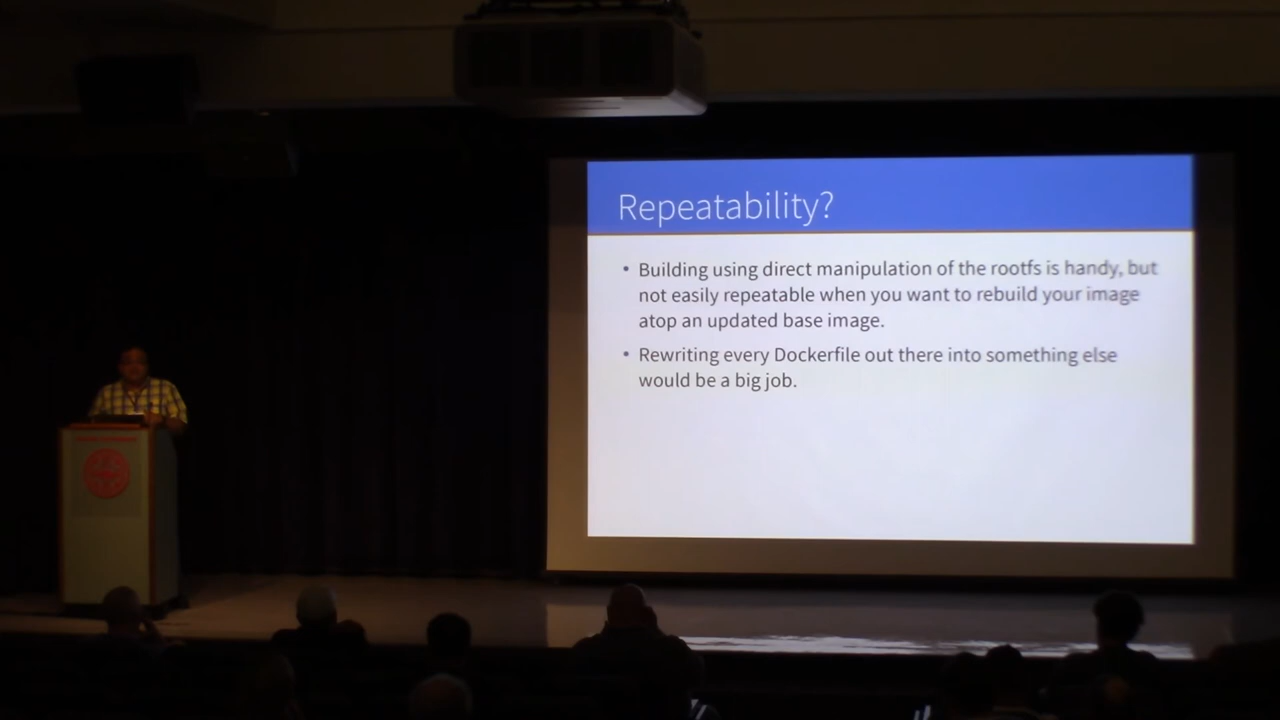 Repeatability?
• Building using direct manipulation of the rootfs is handy, but
not easily repeatable when you want to rebuild your image
atop an updated base image.
• Rewriting every Dockerfile out there into something else
would be a big job.